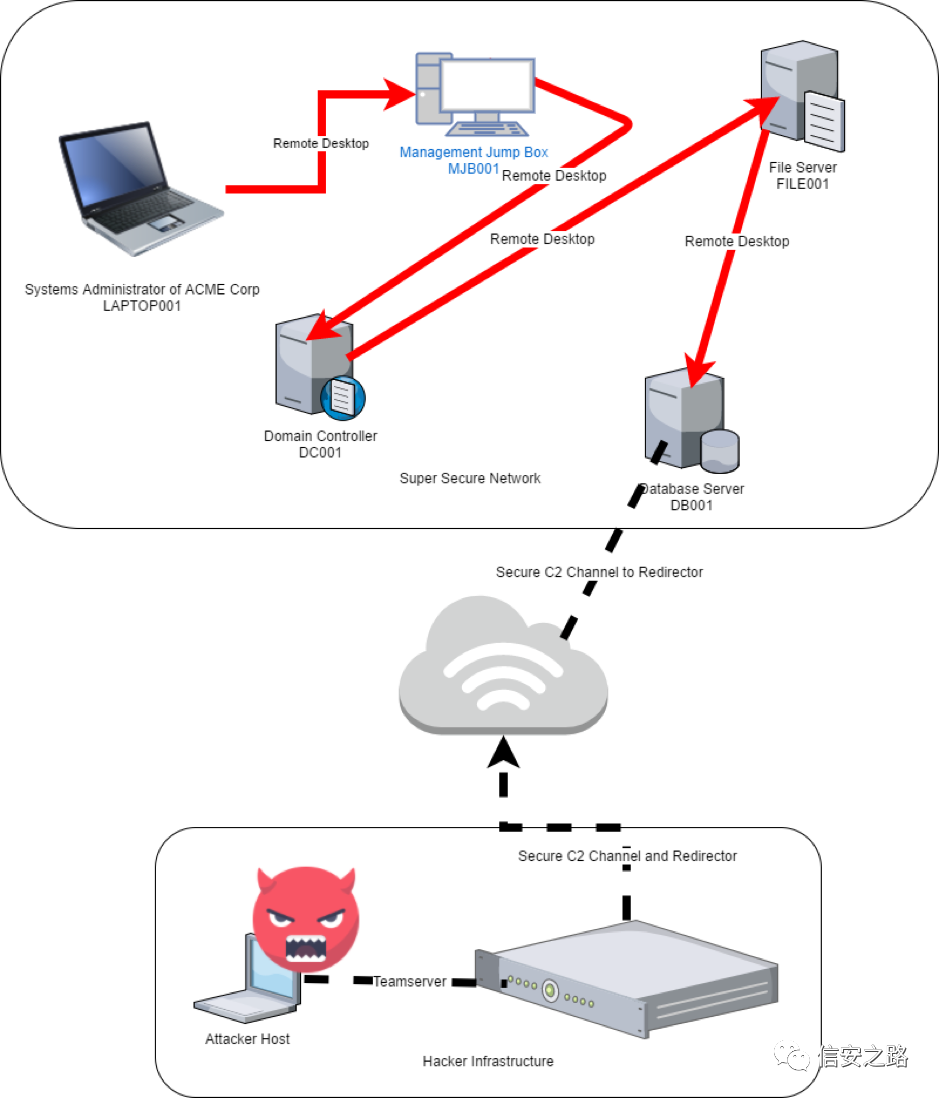 Remote Desktop
Management Jump Box
MJB001
Remote Desktop
File Server
FILE001
Remote Desktop
Remote Desktop
Systems Administrator of ACME Corp
LAPTOP001
Domain Controller
DC001
Super Secure Network
Database Server
DB001
Secure C2 Channel to Redirector
Secure C2 Channel and Redirector
Teamserver
Attacker Host
Hacker Infrastructure
信安之路